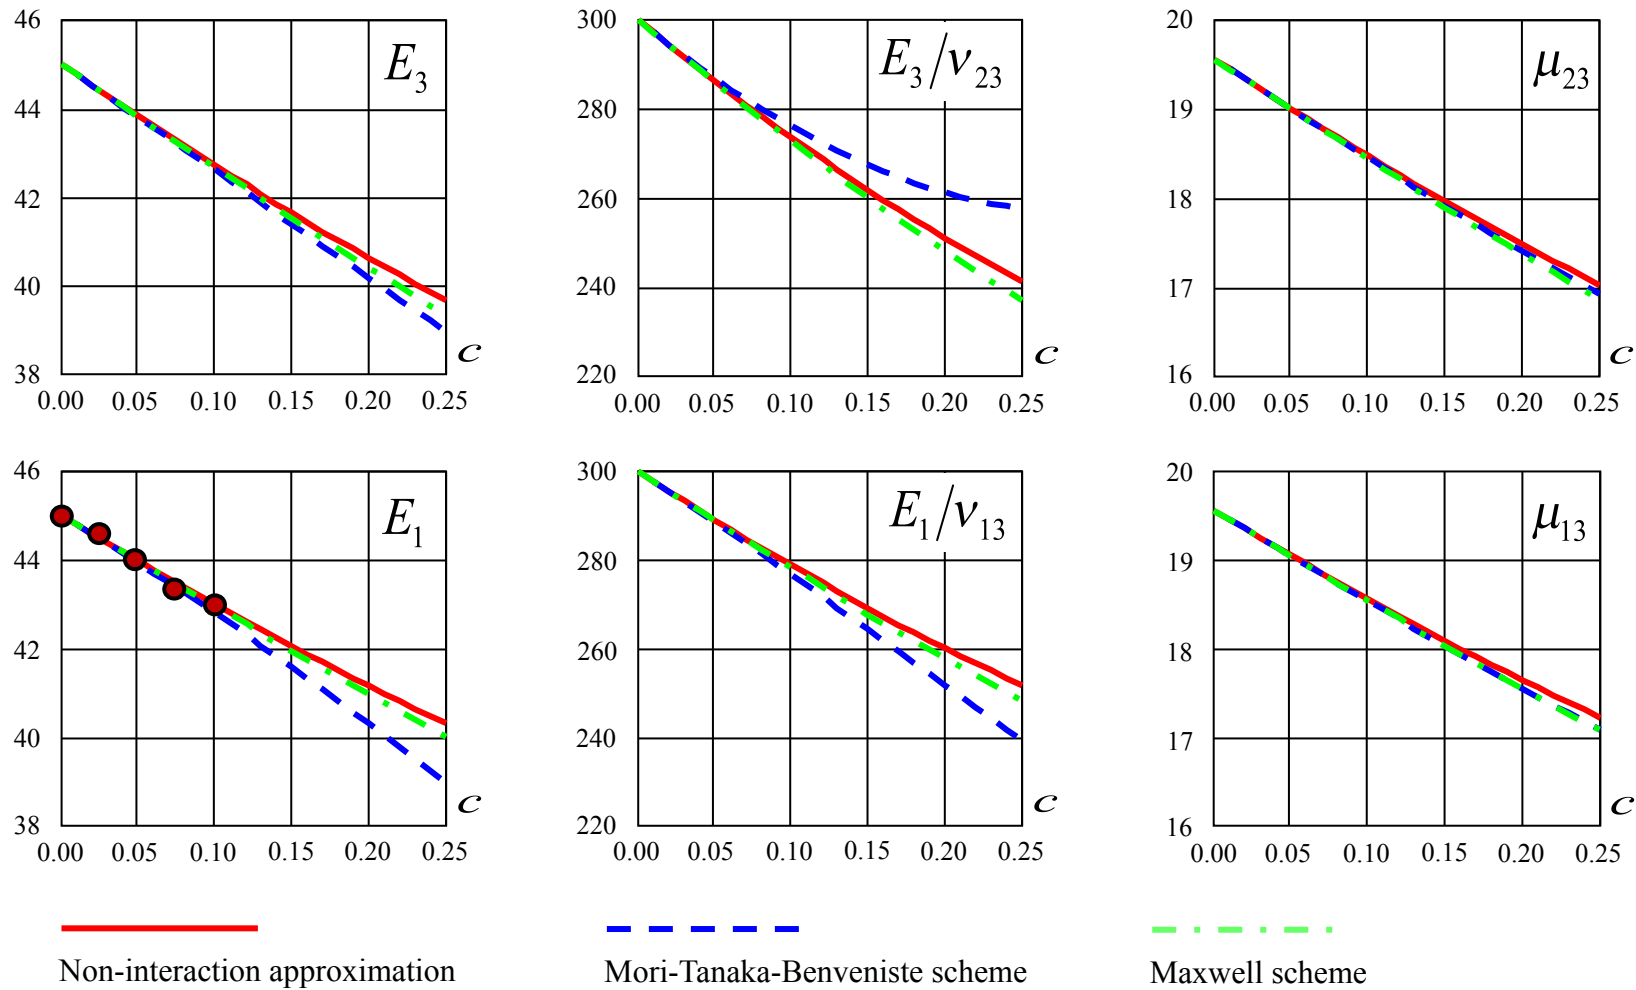 46
44
42
40
38
E₃
c
0.00 0.05 0.10 0.15 0.20 0.25
300
280
260
240
220
E₃/ν₂₃
c
0.00 0.05 0.10 0.15 0.20 0.25
20
19
18
17
16
μ₂₃
c
0.00 0.05 0.10 0.15 0.20 0.25
46
44
42
40
38
E₁
c
0.00 0.05 0.10 0.15 0.20 0.25
300
280
260
240
220
E₁/ν₁₃
c
0.00 0.05 0.10 0.15 0.20 0.25
20
19
18
17
16
μ₁₃
c
0.00 0.05 0.10 0.15 0.20 0.25
Non-interaction approximation
Mori-Tanaka-Benveniste scheme
Maxwell scheme